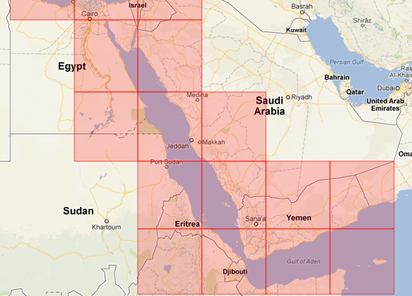 Israel
Cairo
Basrah
Kuwait
Shiraz
Persian Gulf
Egypt
Bahrain
Qatar
Dubai
United Arab
Emirates
Medina
Saudi
Arabia
Riyadh
Jeddah
Makkah
Port Sudan
Sudan
Khartoum
Eritrea
Sana'a
Yemen
Gulf of Aden
Djibouti